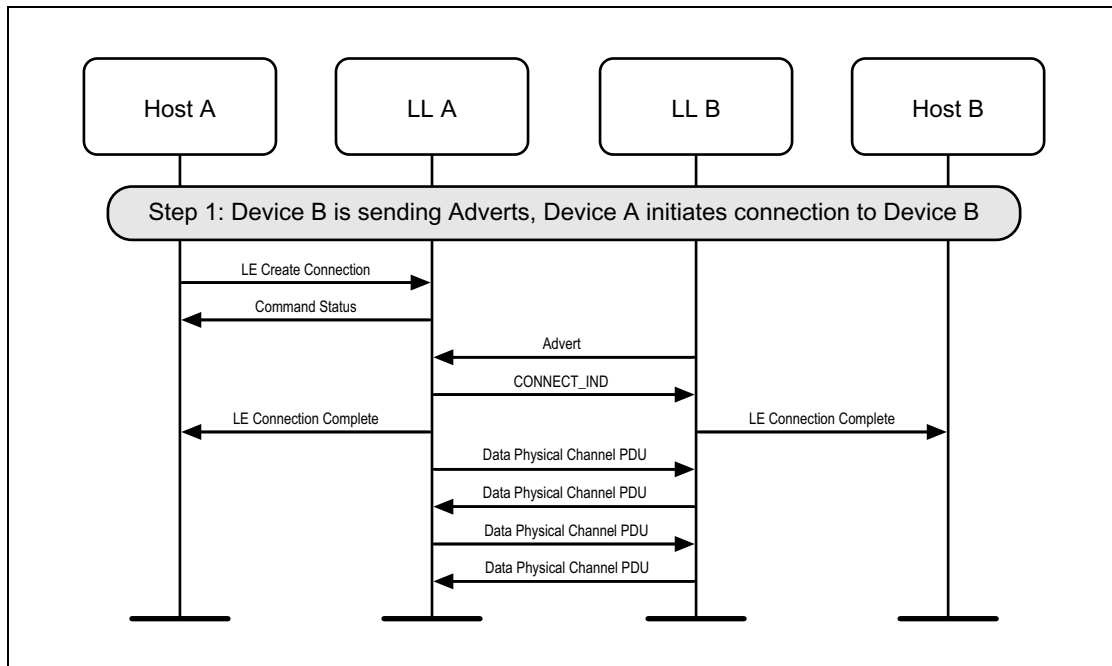 Host A
LL A
LL B
Host B
Step 1: Device B is sending Adverts, Device A initiates connection to Device B
LE Create Connection
Command Status
Advert
CONNECT_IND
LE Connection Complete
LE Connection Complete
Data Physical Channel PDU
Data Physical Channel PDU
Data Physical Channel PDU
Data Physical Channel PDU